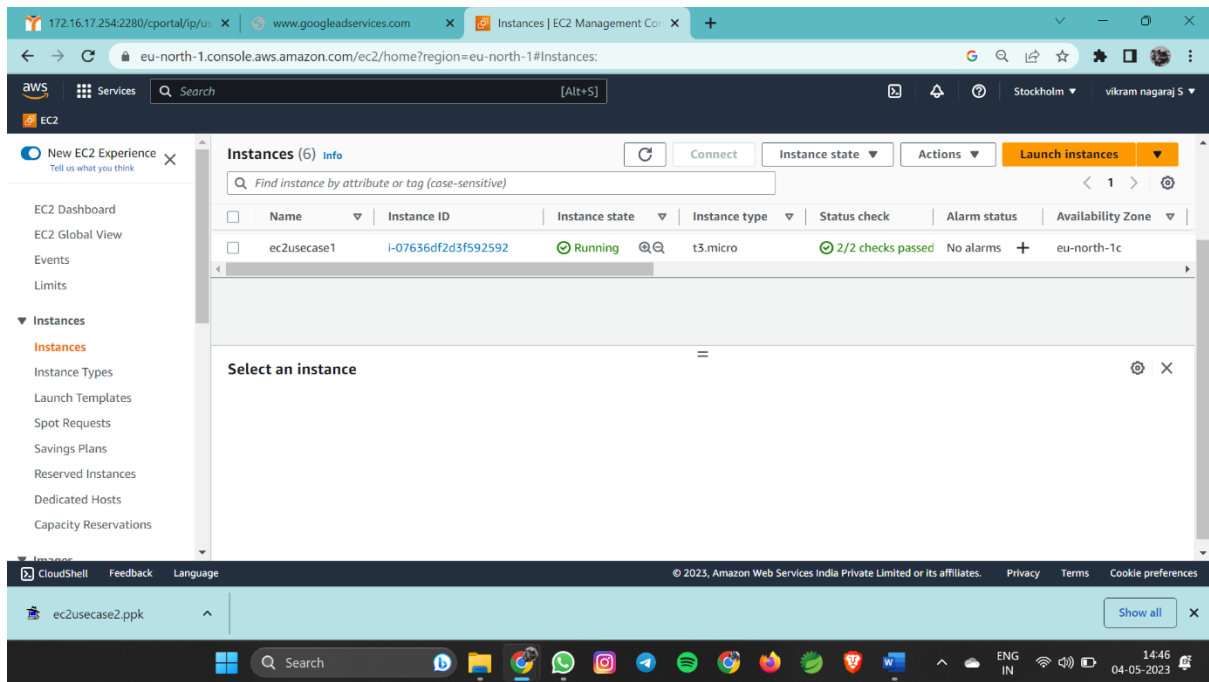 172.16.17.254:2280/cportal/ip/us
www.googleadservices.com
Instances | EC2 Management Con
eu-north-1.console.aws.amazon.com/ec2/home?region=eu-north-1#Instances:
aws
Services
Search
[Alt+S]
Stockholm
vikram nagaraj S
EC2
New EC2 Experience
Tell us what you think
EC2 Dashboard
EC2 Global View
Events
Limits
Instances
Instances
Instance Types
Launch Templates
Spot Requests
Savings Plans
Reserved Instances
Dedicated Hosts
Capacity Reservations
Images
Instances (6) Info
Connect
Instance state
Actions
Launch instances
Find instance by attribute or tag (case-sensitive)
1
Name Instance ID Instance state Instance type Status check Alarm status Availability Zone
ec2usecase1 i-07636df2d3f592592 Running t3.micro 2/2 checks passed No alarms + eu-north-1c
Select an instance
CloudShell Feedback Language
© 2023, Amazon Web Services India Private Limited or its affiliates. Privacy Terms Cookie preferences
ec2usecase2.ppk
Show all
Search
ENG
IN
14:46
04-05-2023